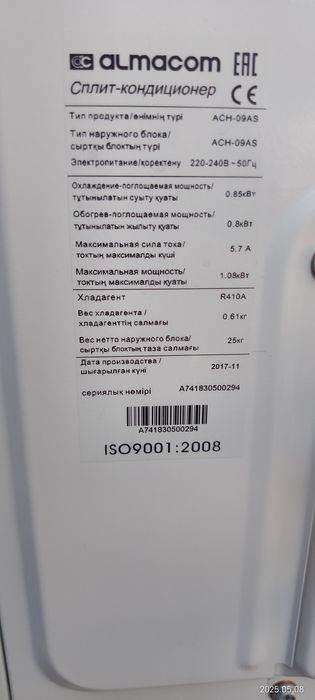 almacom EAC
Сплит-кондиционер CE
Тип продукта/өнімнің түрі ACH-09AS
Тип наружного блока/ ACH-09AS
сыртқы блоктың түрі
Электропитание/коректену 220-240В ~ 50Гц
Охлаждение-поглощаемая мощность/ 0.85кВт
тұтынылатын суыту қуаты
Обогрев-поглощаемая мощность/ 0.8кВт
тұтынылатын жылыту қуаты
Максимальная сила тока/ 5.7 А
токтың максималды күші
Максимальная мощность/ 1.08кВт
токтың максималды қуаты
Хладагент R410A
Вес хладагента / 0.61кг
хладагенттің салмағы
Вес нетто наружного блока/ 25кг
сыртқы блоктың таза салмағы
Дата производства / 2017-11
шығарылған күні
сериялық нөмірі A741830500294
A741830500294
ISO9001:2008
2025.05.08